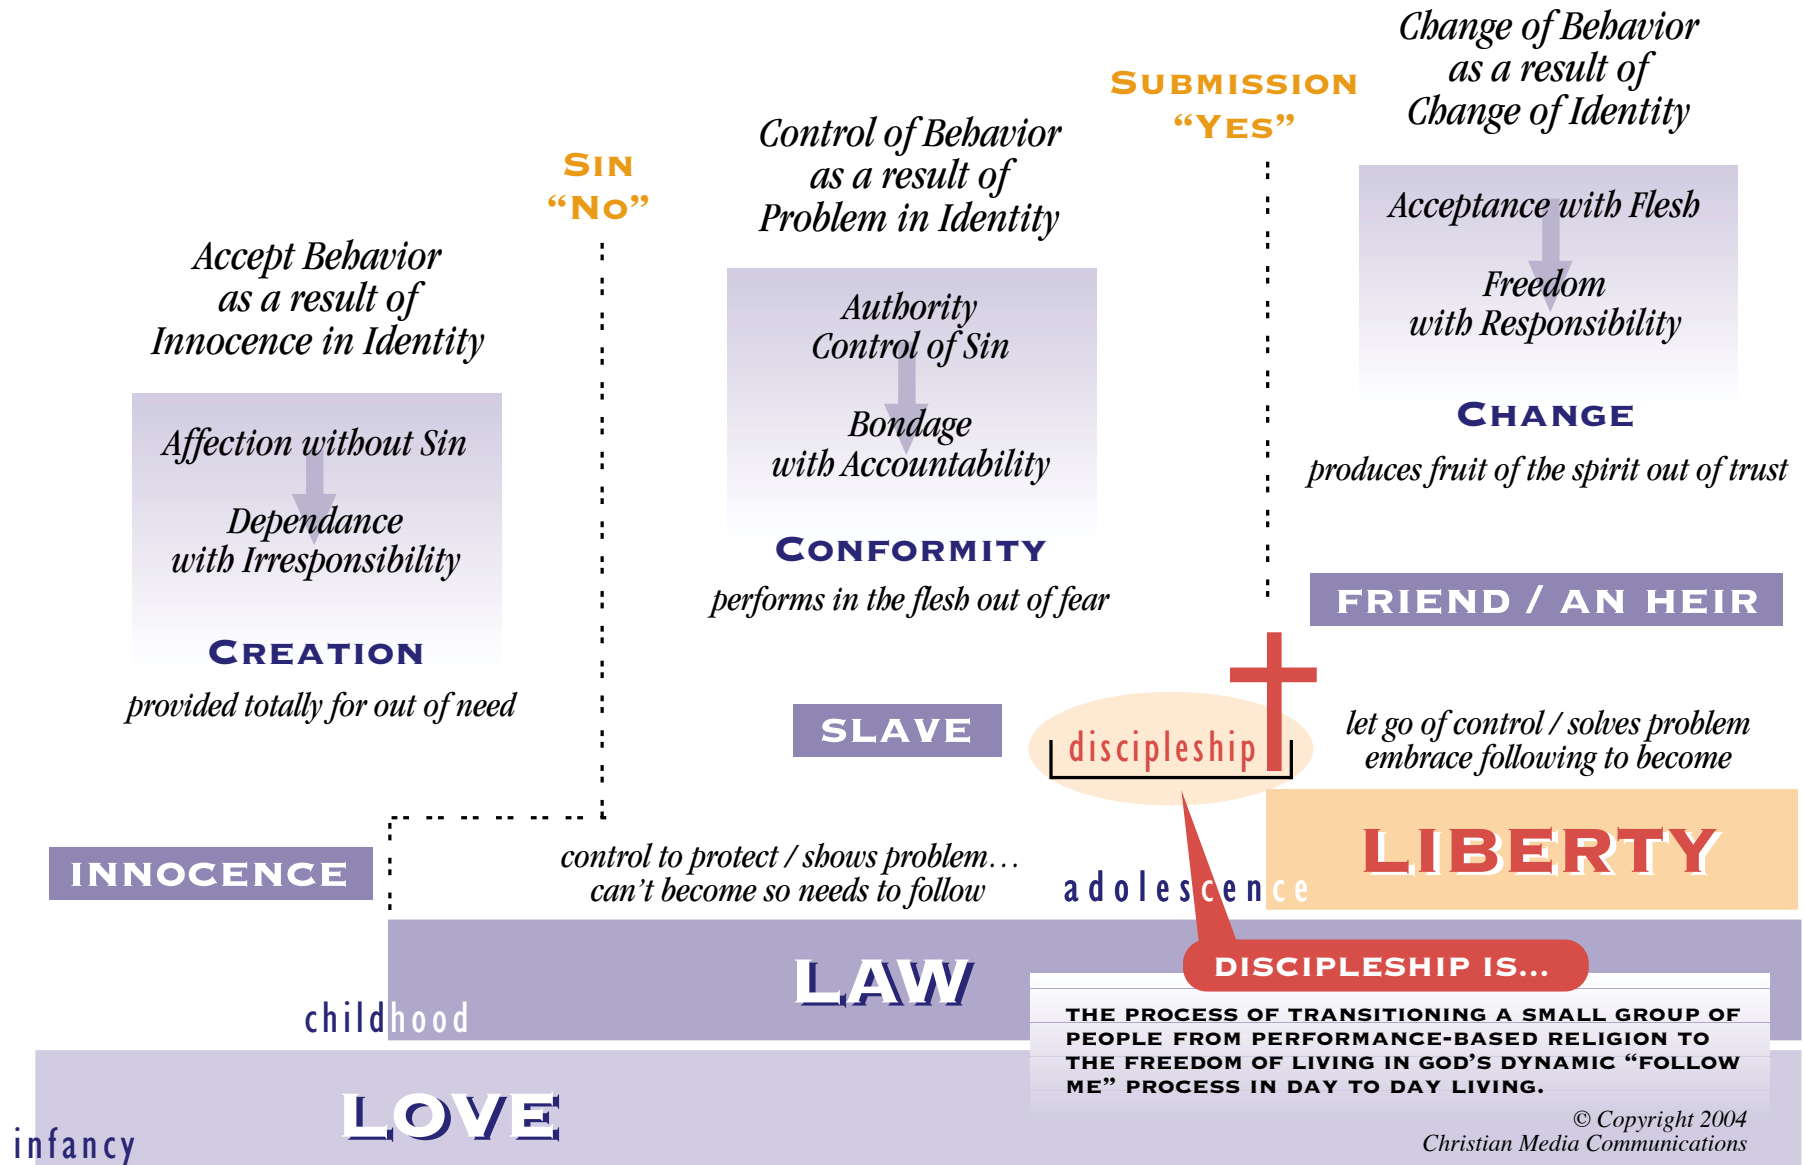 Accept Behavior
as a result of
Innocence in Identity
Affection without Sin
Dependance
with Irresponsibility
CREATION
provided totally for out of need
INNOCENCE
SIN
“NO”
Control of Behavior
as a result of
Problem in Identity
Authority
Control of Sin
Bondage
with Accountability
CONFORMITY
performs in the flesh out of fear
SLAVE
control to protect / shows problem…
can’t become so needs to follow
SUBMISSION
“YES”
discipleship
Change of Behavior
as a result of
Change of Identity
Acceptance with Flesh
Freedom
with Responsibility
CHANGE
produces fruit of the spirit out of trust
FRIEND / AN HEIR
let go of control / solves problem
embrace following to become
LIBERTY
adolescence
LAW
childhood
LOVE
infancy
DISCIPLESHIP IS...
THE PROCESS OF TRANSITIONING A SMALL GROUP OF
PEOPLE FROM PERFORMANCE-BASED RELIGION TO
THE FREEDOM OF LIVING IN GOD’S DYNAMIC “FOLLOW
ME” PROCESS IN DAY TO DAY LIVING.
© Copyright 2004
Christian Media Communications